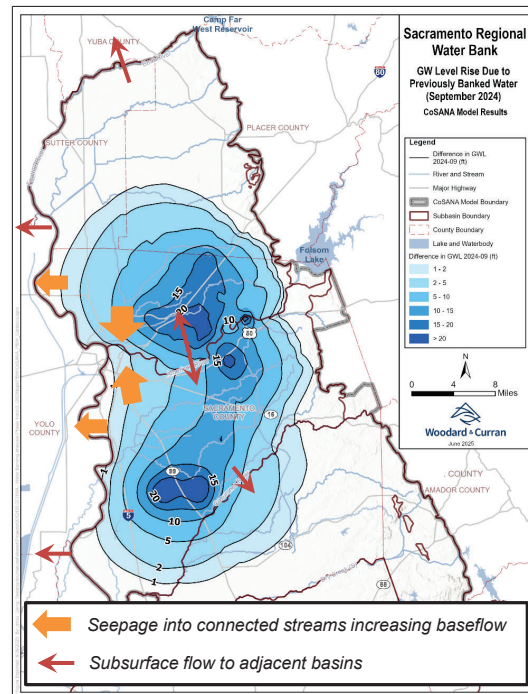 Camp Far
West Reservoir
YUBA COUNTY
80
PLACER COUNTY
SUTTER COUNTY
Folsom
Lake
15
20
10
80
15
SACRAMENTO
COUNTY
16
YOLO
COUNTY
1
99
15
20
5
10
5
2
1
104
88
COUNTY
AMADOR COUNTY
Sacramento Regional
Water Bank
GW Level Rise Due to
Previously Banked Water
(September 2024)
CoSANA Model Results
Legend
Difference in GWL
2024-09 (ft)
River and Stream
Major Highway
CoSANA Model Boundary
Subbasin Boundary
County Boundary
Lake and Waterbody
Difference in GWL 2024-09 (ft)
1 - 2
2 - 5
5 - 10
10 - 15
15 - 20
> 20
N
0 4 8
Miles
Woodard & Curran
June 2025
Seepage into connected streams increasing baseflow
Subsurface flow to adjacent basins